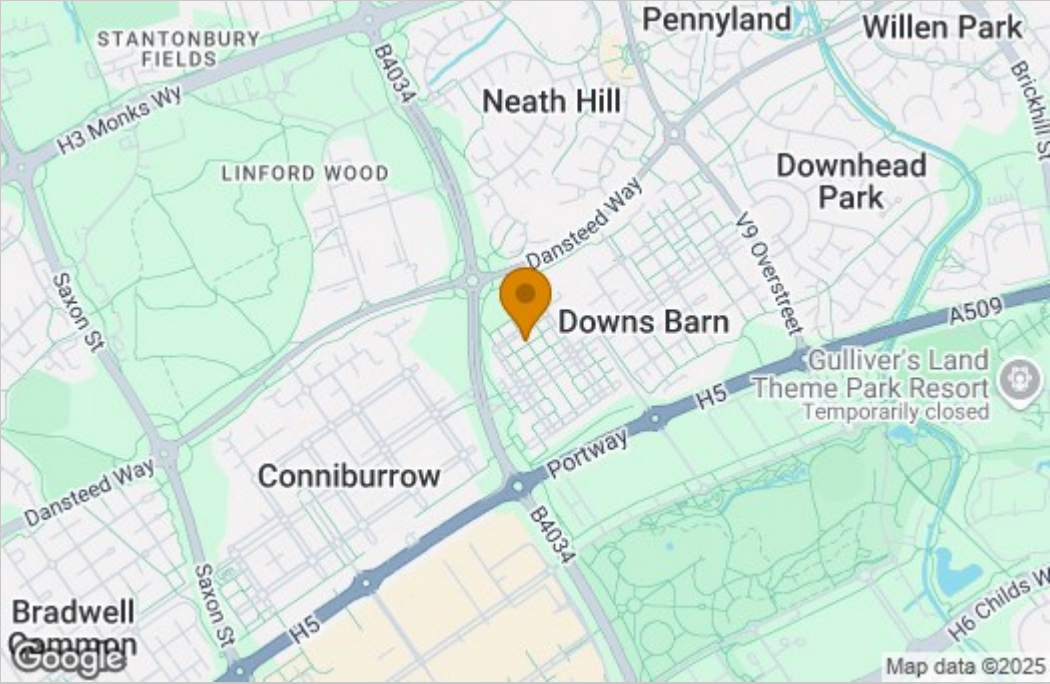 Pennyland
Willen Park
STANTONBURY
FIELDS
B4034
H3 Monks Wy
Brickhill St
Neath Hill
LINFORD WOOD
Downhead
Park
Dansteed Way
V9 Overstreet
Saxon St
Downs Barn
A509
Gulliver's Land
Theme Park Resort
Temporarily closed
H5
Portway
Conniburrow
Dansteed Way
B4034
Saxon St
H5
H6 Childs W
Bradwell
Common
Google
Map data ©2025